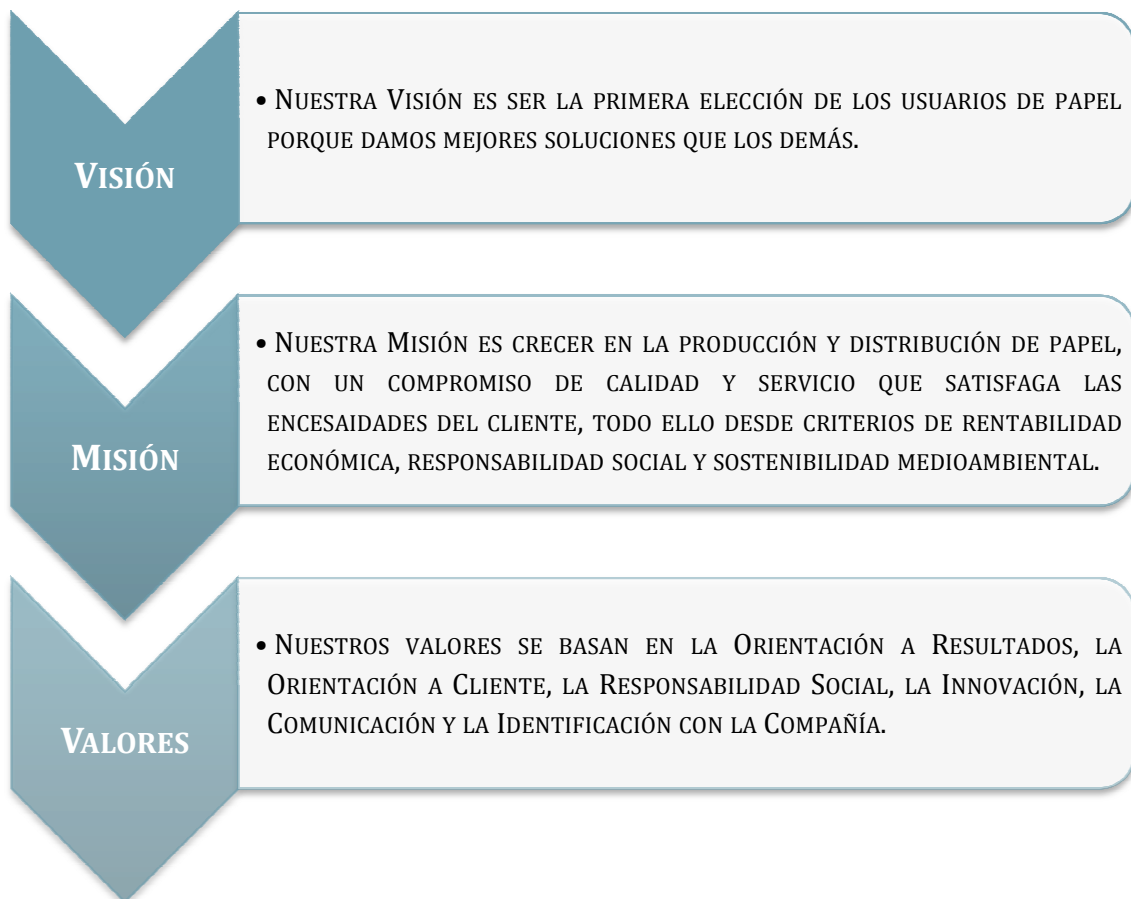 VISIÓN
• NUESTRA VISIÓN ES SER LA PRIMERA ELECCIÓN DE LOS USUARIOS DE PAPEL
PORQUE DAMOS MEJORES SOLUCIONES QUE LOS DEMÁS.
MISIÓN
• NUESTRA MISIÓN ES CRECER EN LA PRODUCCIÓN Y DISTRIBUCIÓN DE PAPEL,
CON UN COMPROMISO DE CALIDAD Y SERVICIO QUE SATISFAGA LAS
ENCESAIDADES DEL CLIENTE, TODO ELLO DESDE CRITERIOS DE RENTABILIDAD
ECONÓMICA, RESPONSABILIDAD SOCIAL Y SOSTENIBILIDAD MEDIOAMBIENTAL.
VALORES
• NUESTROS VALORES SE BASAN EN LA ORIENTACIÓN A RESULTADOS, LA
ORIENTACIÓN A CLIENTE, LA RESPONSABILIDAD SOCIAL, LA INNOVACIÓN, LA
COMUNICACIÓN Y LA IDENTIFICACIÓN CON LA COMPAÑÍA.